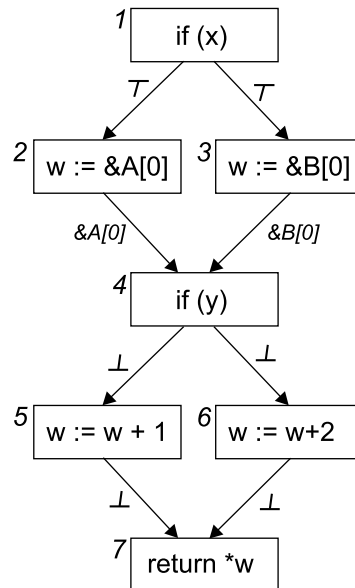 1
if (x)
⊤ ⊤
2
w := &A[0]
3
w := &B[0]
&A[0] &B[0]
4
if (y)
⊥ ⊥
5
w := w + 1
6
w := w+2
⊥ ⊥
7
return *w